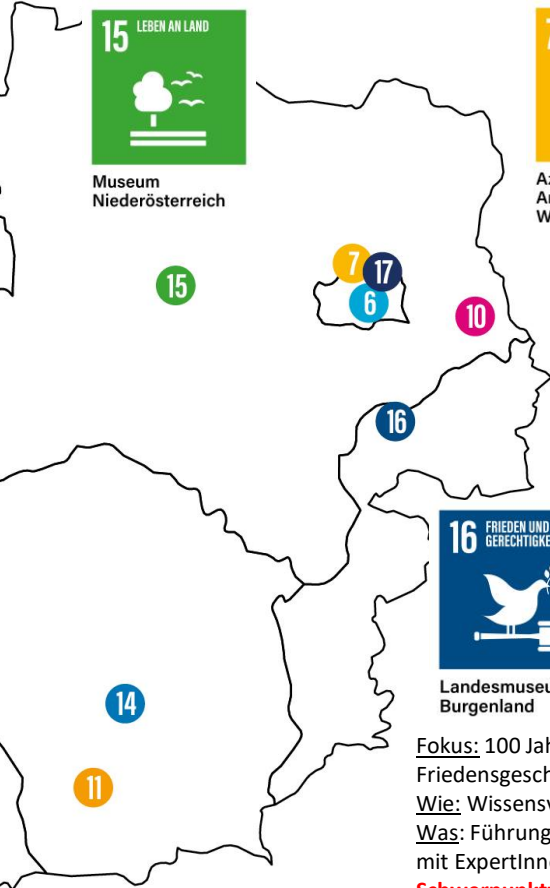 15 LEBEN AN LAND
Museum
Niederösterreich
7
15
7
17
6
10
16
16 FRIEDEN UND
Landesmuseu
Burgenland
14
11
Fokus: 100 Jah
Friedensgesch
Wie: Wissensv
Was: Führung
mit ExpertInne